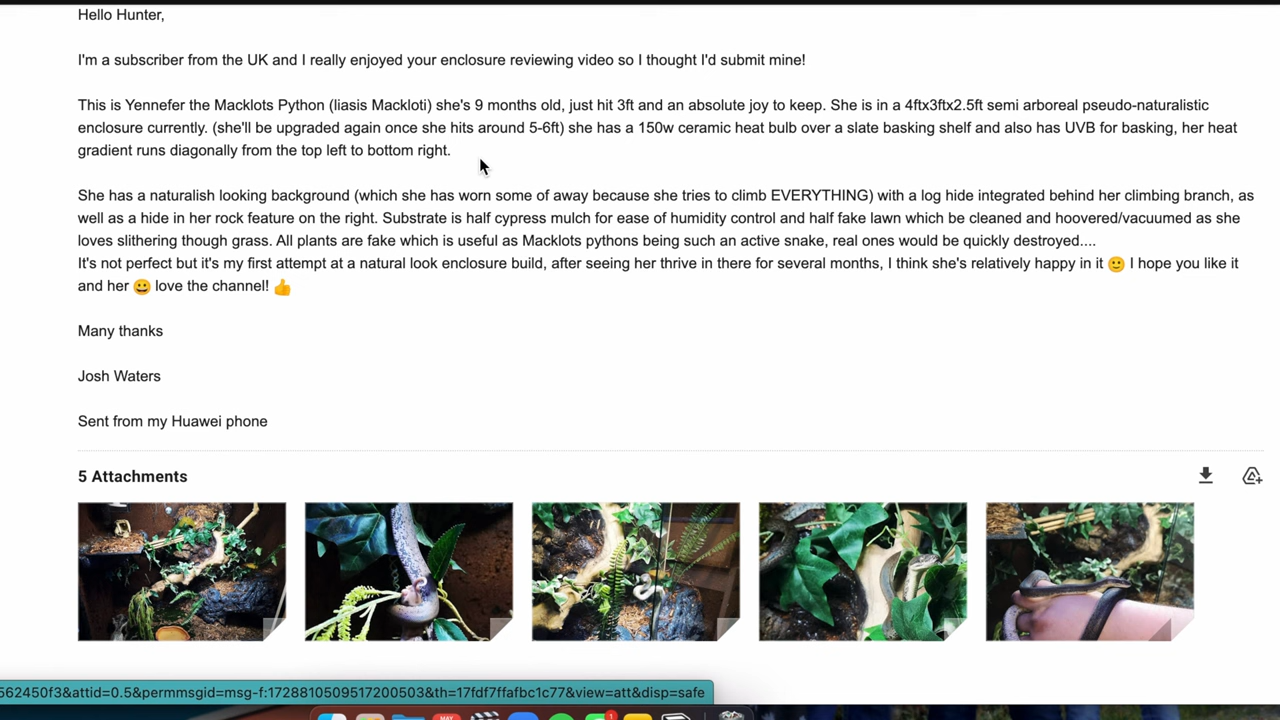 Hello Hunter,
I'm a subscriber from the UK and I really enjoyed your enclosure reviewing video so I thought I'd submit mine!
This is Yennefer the Macklots Python (liasis Mackloti) she's 9 months old, just hit 3ft and an absolute joy to keep. She is in a 4ftx3ftx2.5ft semi arboreal pseudo-naturalistic
enclosure currently. (she'll be upgraded again once she hits around 5-6ft) she has a 150w ceramic heat bulb over a slate basking shelf and also has UVB for basking, her heat
gradient runs diagonally from the top left to bottom right.
She has a naturalish looking background (which she has worn some of away because she tries to climb EVERYTHING) with a log hide integrated behind her climbing branch, as
well as a hide in her rock feature on the right. Substrate is half cypress mulch for ease of humidity control and half fake lawn which be cleaned and hoovered/vacuumed as she
loves slithering though grass. All plants are fake which is useful as Macklots pythons being such an active snake, real ones would be quickly destroyed....
It's not perfect but it's my first attempt at a natural look enclosure build, after seeing her thrive in there for several months, I think she's relatively happy in it 🙂 I hope you like it
and her 😀 love the channel! 👍
Many thanks
Josh Waters
Sent from my Huawei phone
5 Attachments
562450f3&attid=0.5&permmsgid=msg-f:1728810509517200503&th=17fdf7ffafbc1c77&view=att&disp=safe
MAY
1